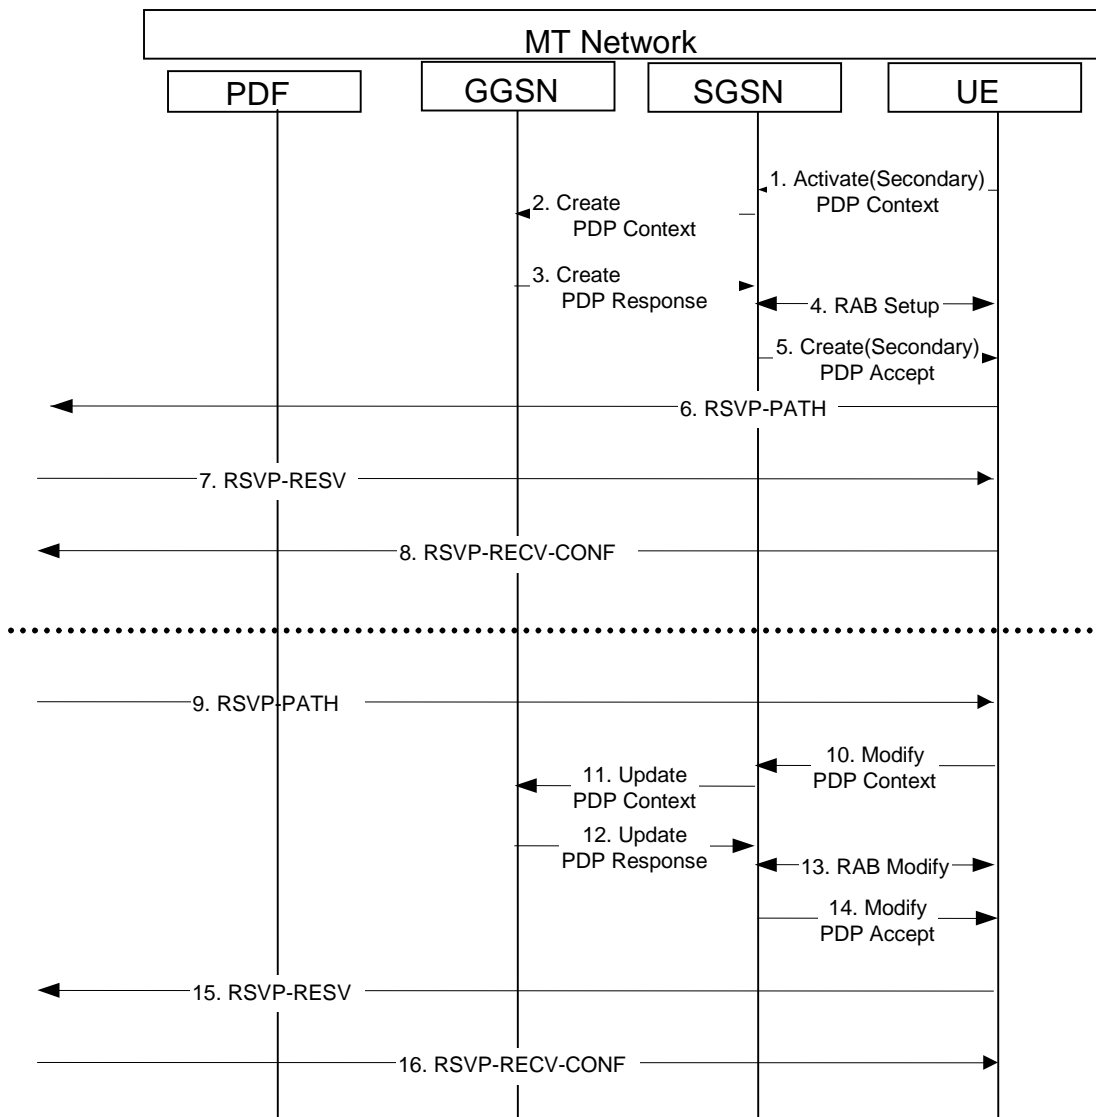 MT Network
PDF
GGSN
SGSN
UE
1. Activate(Secondary)
PDP Context
2. Create
PDP Context
3. Create
PDP Response
4. RAB Setup
5. Create(Secondary)
PDP Accept
6. RSVP-PATH
7. RSVP-RESV
8. RSVP-RECV-CONF
9. RSVP-PATH
10. Modify
PDP Context
11. Update
PDP Context
12. Update
PDP Response
13. RAB Modify
14. Modify
PDP Accept
15. RSVP-RESV
16. RSVP-RECV-CONF